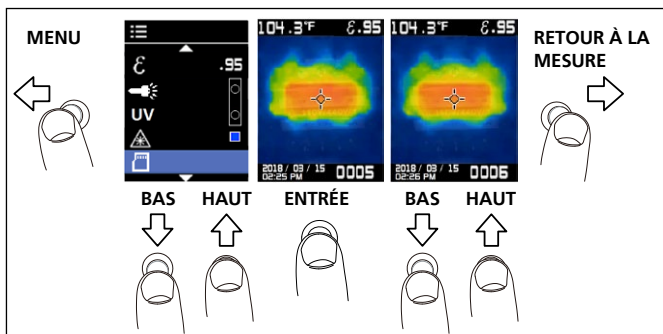 MENU
ε .95
UV
104.3°F ε.95
2018 / 03 / 15
02:25 PM 0005
104.3°F ε.95
2018 / 03 / 15
02:26 PM 0006
RETOUR À LA
MESURE
BAS HAUT ENTRÉE BAS HAUT